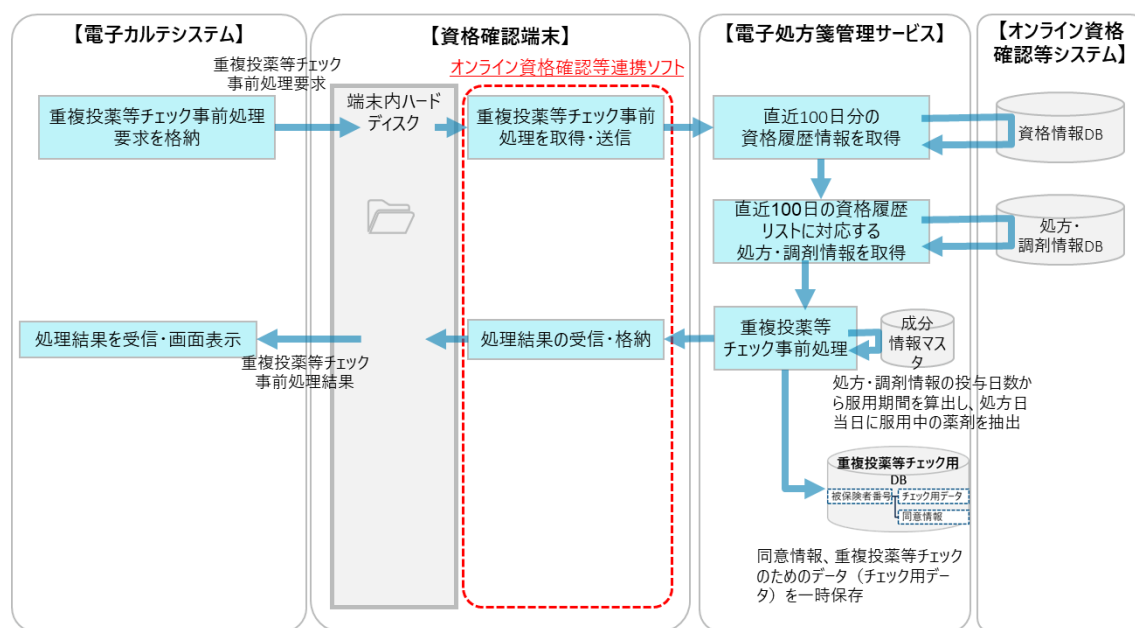 【電子カルテシステム】
【資格確認端末】
【電子処方箋管理サービス】
【オンライン資格
確認等システム】
重複投薬等チェック
事前処理要求
オンライン資格確認等連携ソフト
重複投薬等チェック事前処理
要求を格納
端末内ハード
ディスク
重複投薬等チェック事前
処理を取得・送信
直近100日分の
資格履歴情報を取得
資格情報DB
直近100日の資格履歴
リストに対応する
処方・調剤情報を取得
処方・
調剤情報DB
処理結果を受信・画面表示
重複投薬等チェック
事前処理結果
処理結果の受信・格納
重複投薬等
チェック事前処理
成分
情報マス
タ
処方・調剤情報の投与日数か
ら服用期間を算出し、処方日
当日に服用中の薬剤を抽出
重複投薬等チェック用
DB
被保険者番号
チェック用データ
同意情報
同意情報、重複投薬等チェック
のためのデータ（チェック用デー
タ）を一時保存